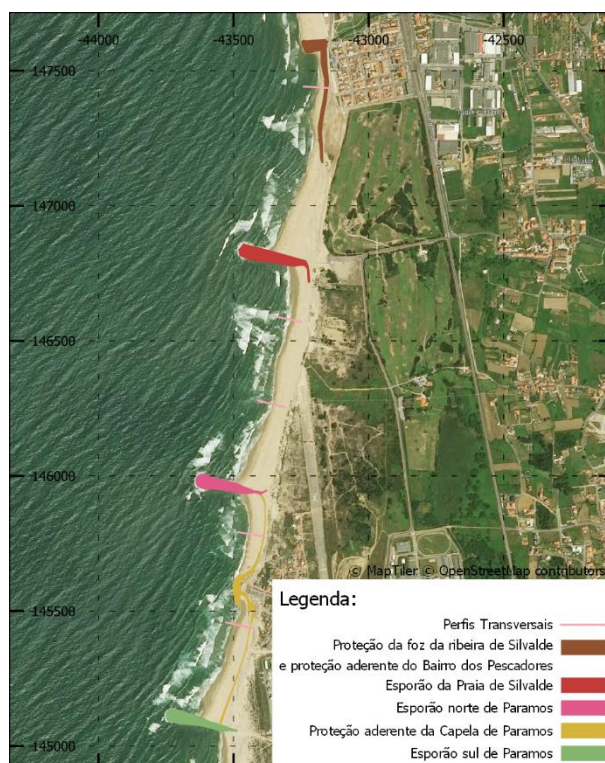 -44000
-43500
-43000
-42500
147500
147000
146500
146000
145500
145000
© MapTiler © OpenStreetMap contributors
Legenda:
Perfis Transversais
Proteção da foz da ribeira de Silvalde
e proteção aderente do Bairro dos Pescadores
Esporão da Praia de Silvalde
Esporão norte de Paramos
Proteção aderente da Capela de Paramos
Esporão sul de Paramos